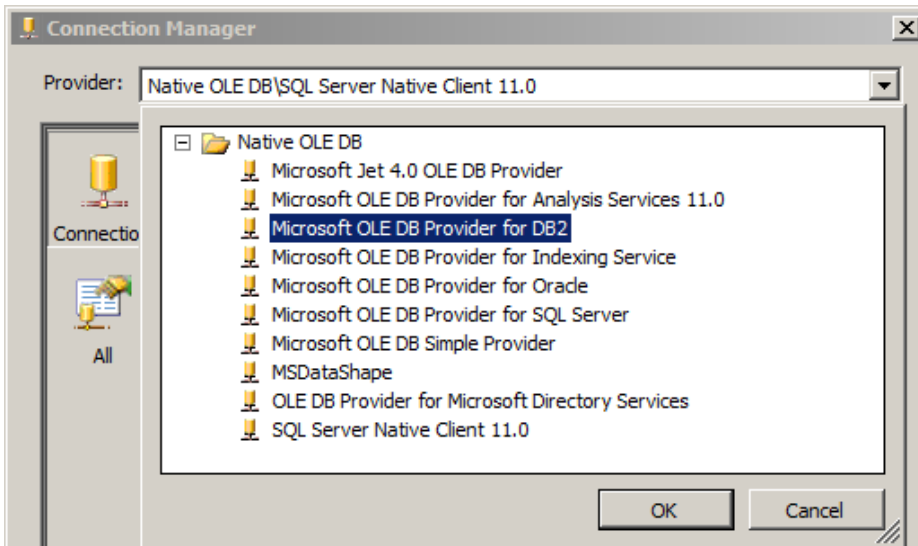 Connection Manager
Provider:
Native OLE DB\SQL Server Native Client 11.0
Native OLE DB
Microsoft Jet 4.0 OLE DB Provider
Microsoft OLE DB Provider for Analysis Services 11.0
Connectio
Microsoft OLE DB Provider for DB2
Microsoft OLE DB Provider for Indexing Service
Microsoft OLE DB Provider for Oracle
Microsoft OLE DB Provider for SQL Server
All
Microsoft OLE DB Simple Provider
MSDataShape
OLE DB Provider for Microsoft Directory Services
SQL Server Native Client 11.0
OK
Cancel